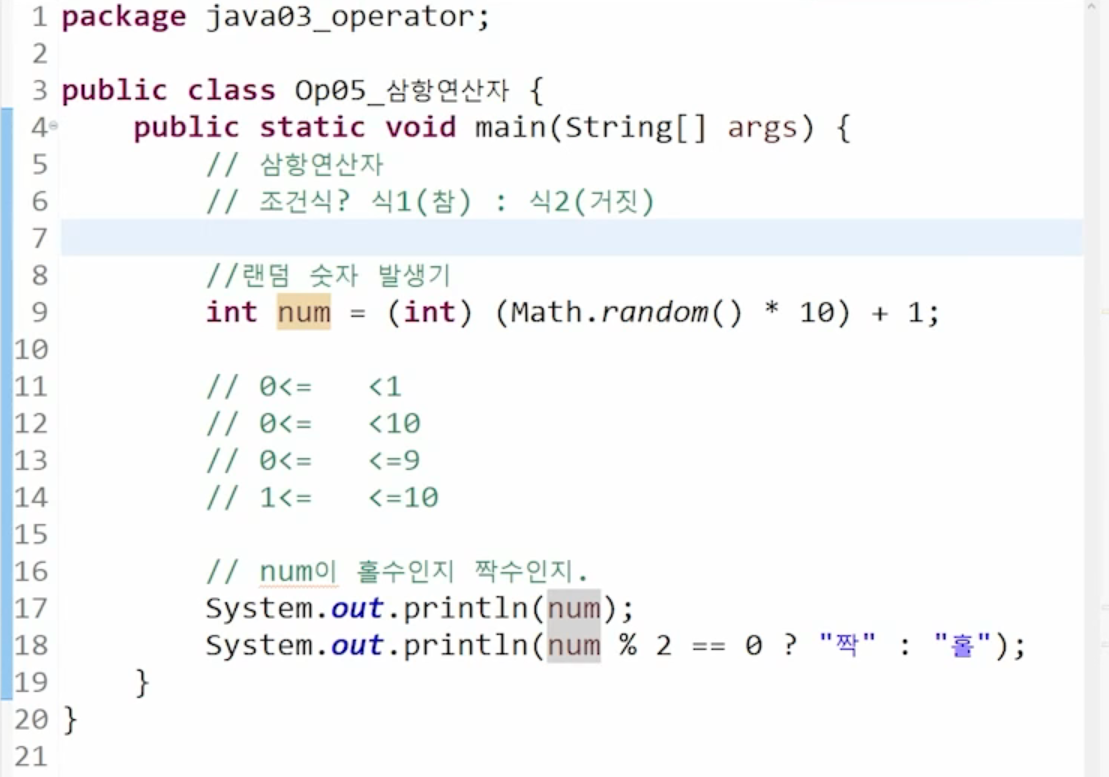 1 package java03_operator;
2
3 public class Op05_삼항연산자 {
4 public static void main(String[] args) {
5 // 삼항연산자
6 // 조건식? 식1(참) : 식2(거짓)
7
8 //랜덤 숫자 발생기
9 int num = (int) (Math.random() * 10) + 1;
10
11 // 0<= <1
12 // 0<= <10
13 // 0<= <=9
14 // 1<= <=10
15
16 // num이 홀수인지 짝수인지.
17 System.out.println(num);
18 System.out.println(num % 2 == 0 ? "짝" : "홀");
19 }
20 }
21